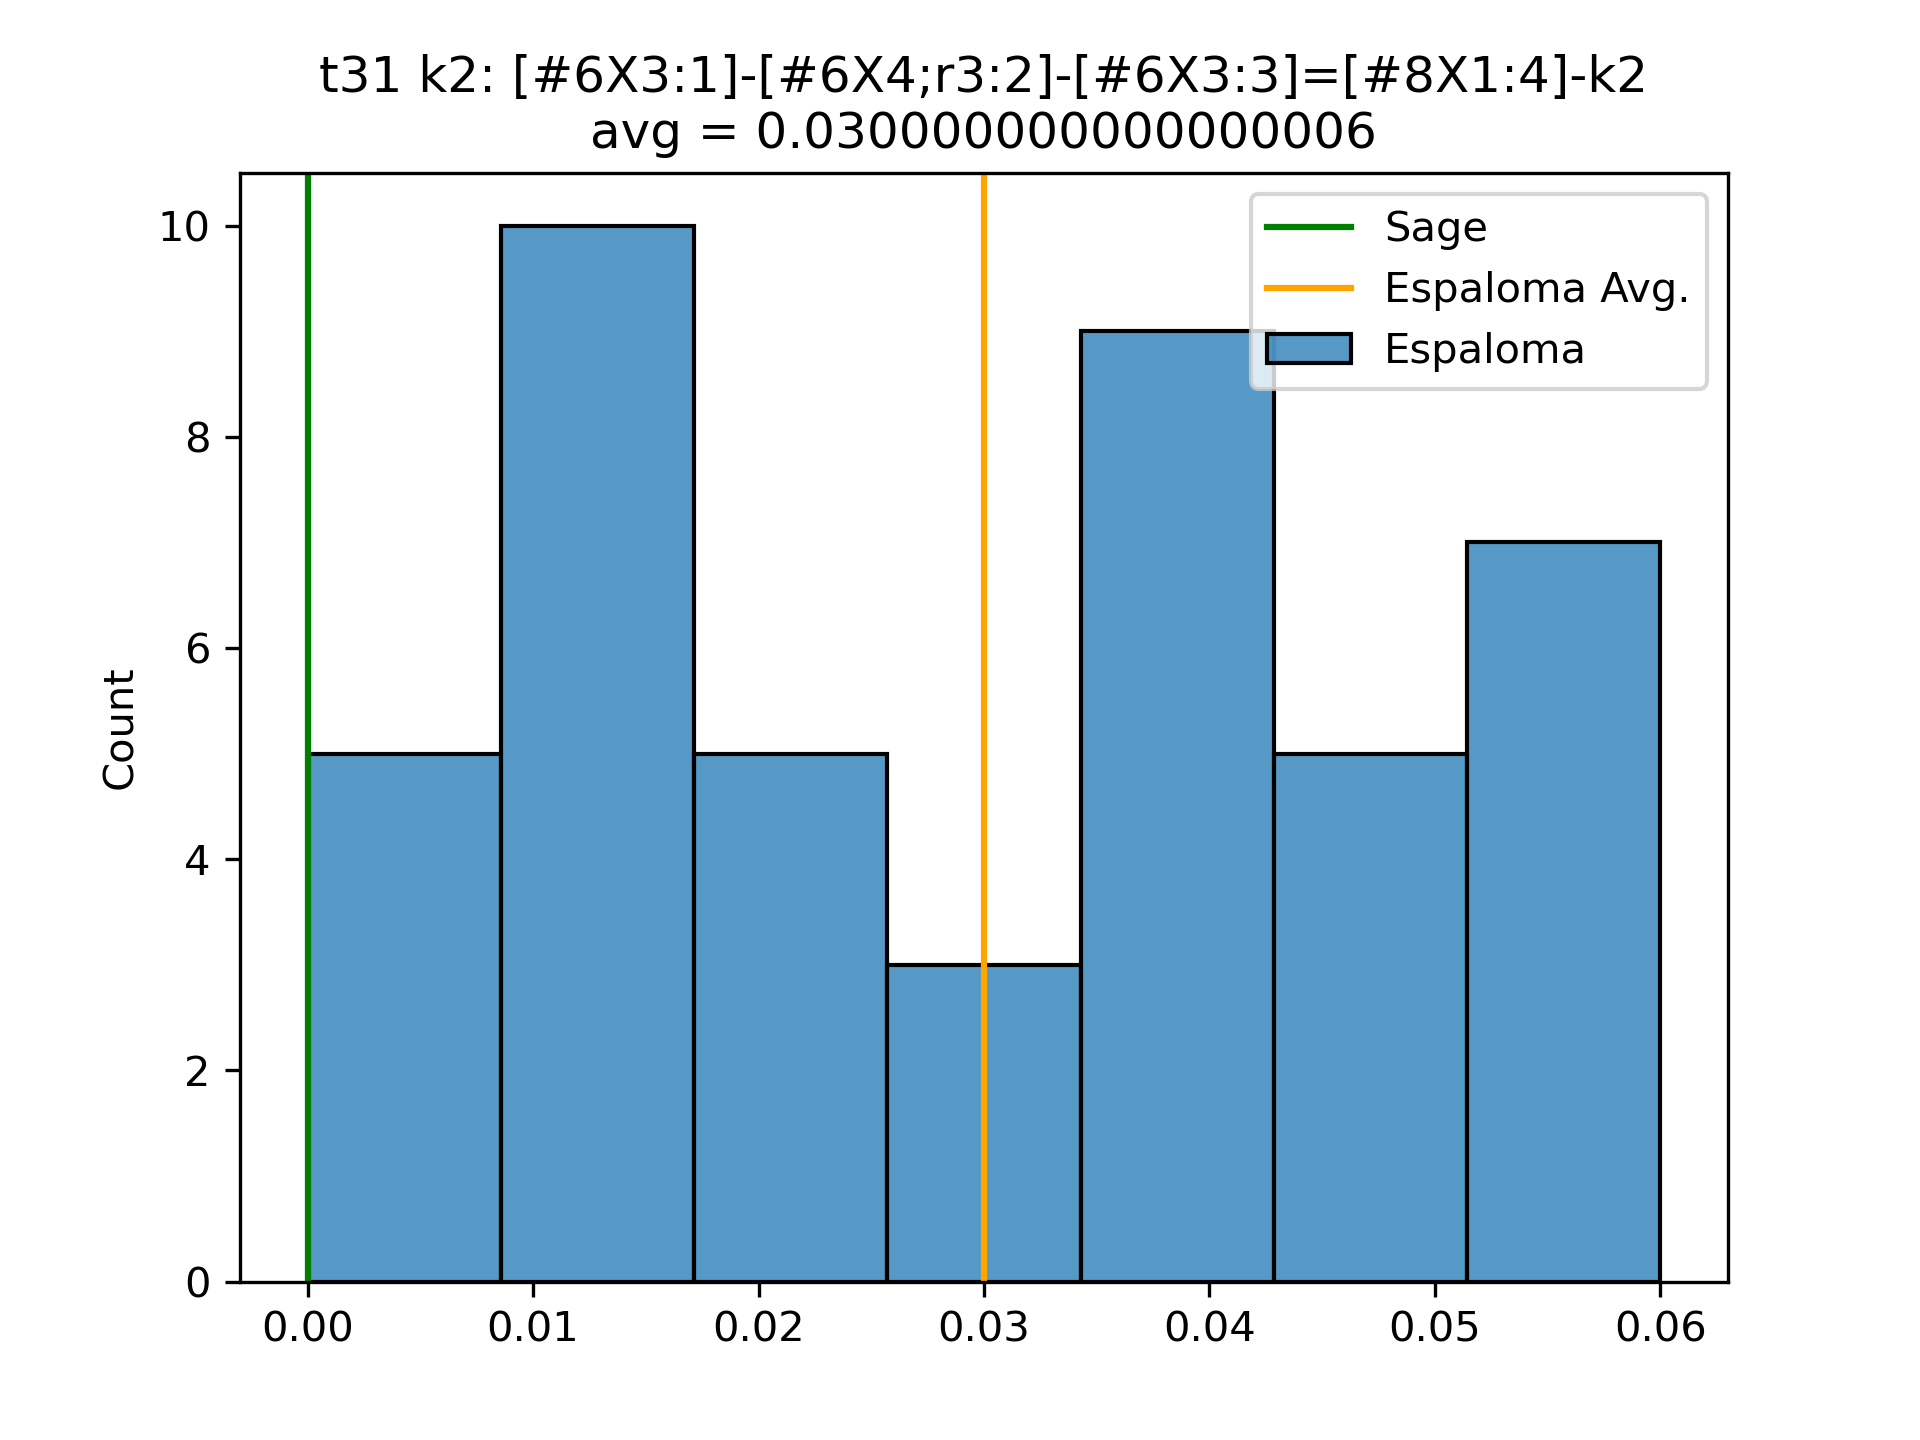 t31 k2: [#6X3:1]-[#6X4;r3:2]-[#6X3:3]=[#8X1:4]-k2
avg = 0.030000000000000006
Sage
Espaloma Avg.
Espaloma
Count
10
8
6
4
2
0
0.00 0.01 0.02 0.03 0.04 0.05 0.06